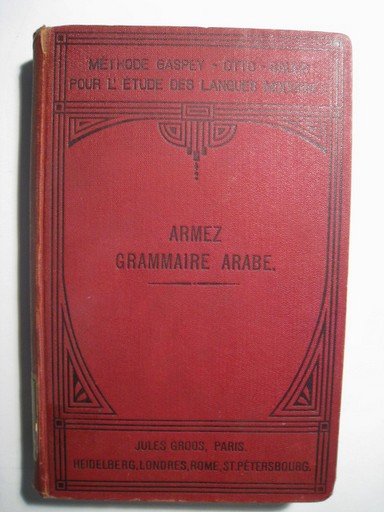 MÉTHODE GASPEY - OTTO - SAUER
POUR L'ÉTUDE DES LANGUES MODERNES
ARMEZ
GRAMMAIRE ARABE.
JULES GROOS, PARIS.
HEIDELBERG, LONDRES, ROME, ST. PÉTERSBOURG.